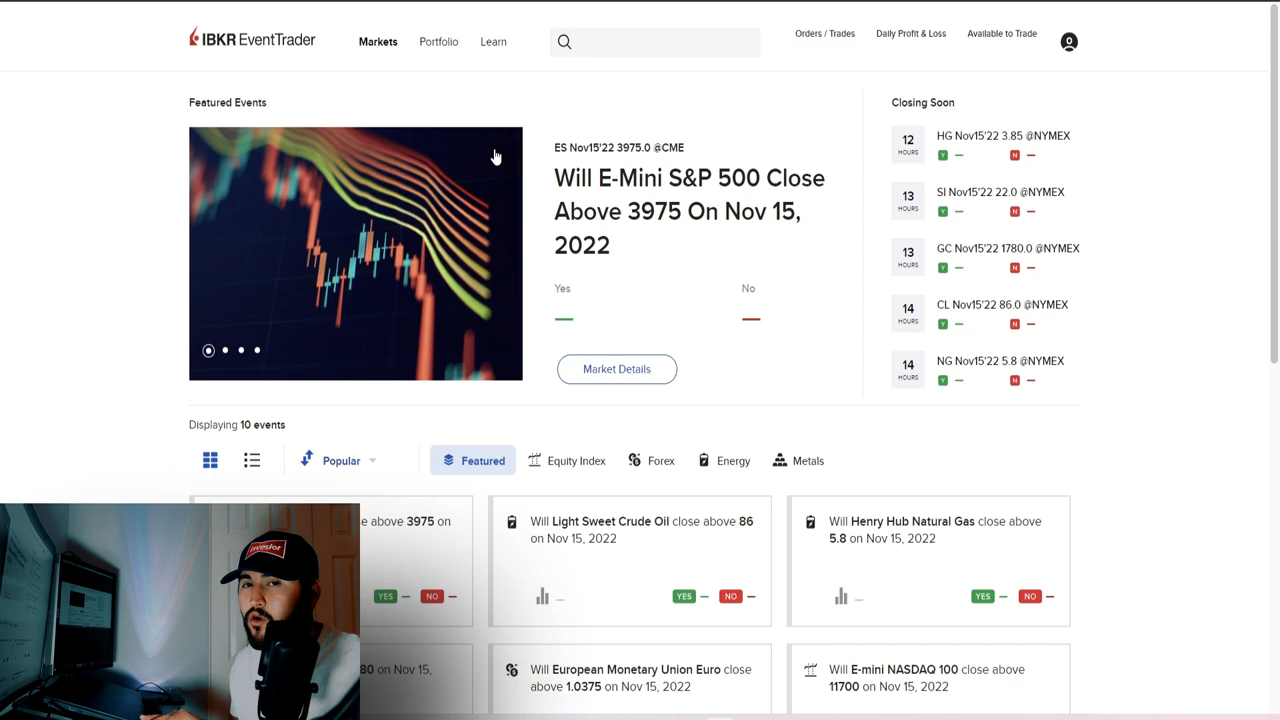 IBKR EventTrader
Markets
Portfolio
Learn
Orders / Trades
Daily Profit & Loss
Available to Trade
Featured Events
ES Nov15'22 3975.0 @CME
Will E-Mini S&P 500 Close
Above 3975 On Nov 15,
2022
Yes
No
Market Details
Closing Soon
12
HOURS
HG Nov15'22 3.85 @NYMEX
Y
N
13
HOURS
SI Nov15'22 22.0 @NYMEX
Y
N
13
HOURS
GC Nov15'22 1780.0 @NYMEX
Y
N
14
HOURS
CL Nov15'22 86.0 @NYMEX
Y
N
14
HOURS
NG Nov15'22 5.8 @NYMEX
Y
N
Displaying 10 events
Popular
Featured
Equity Index
Forex
Energy
Metals
above 3975 on
YES
NO
Will Light Sweet Crude Oil close above 86
on Nov 15, 2022
YES
NO
Will Henry Hub Natural Gas close above
5.8 on Nov 15, 2022
YES
NO
80 on Nov 15,
Will European Monetary Union Euro close
above 1.0375 on Nov 15, 2022
Will E-mini NASDAQ 100 close above
11700 on Nov 15, 2022
investor